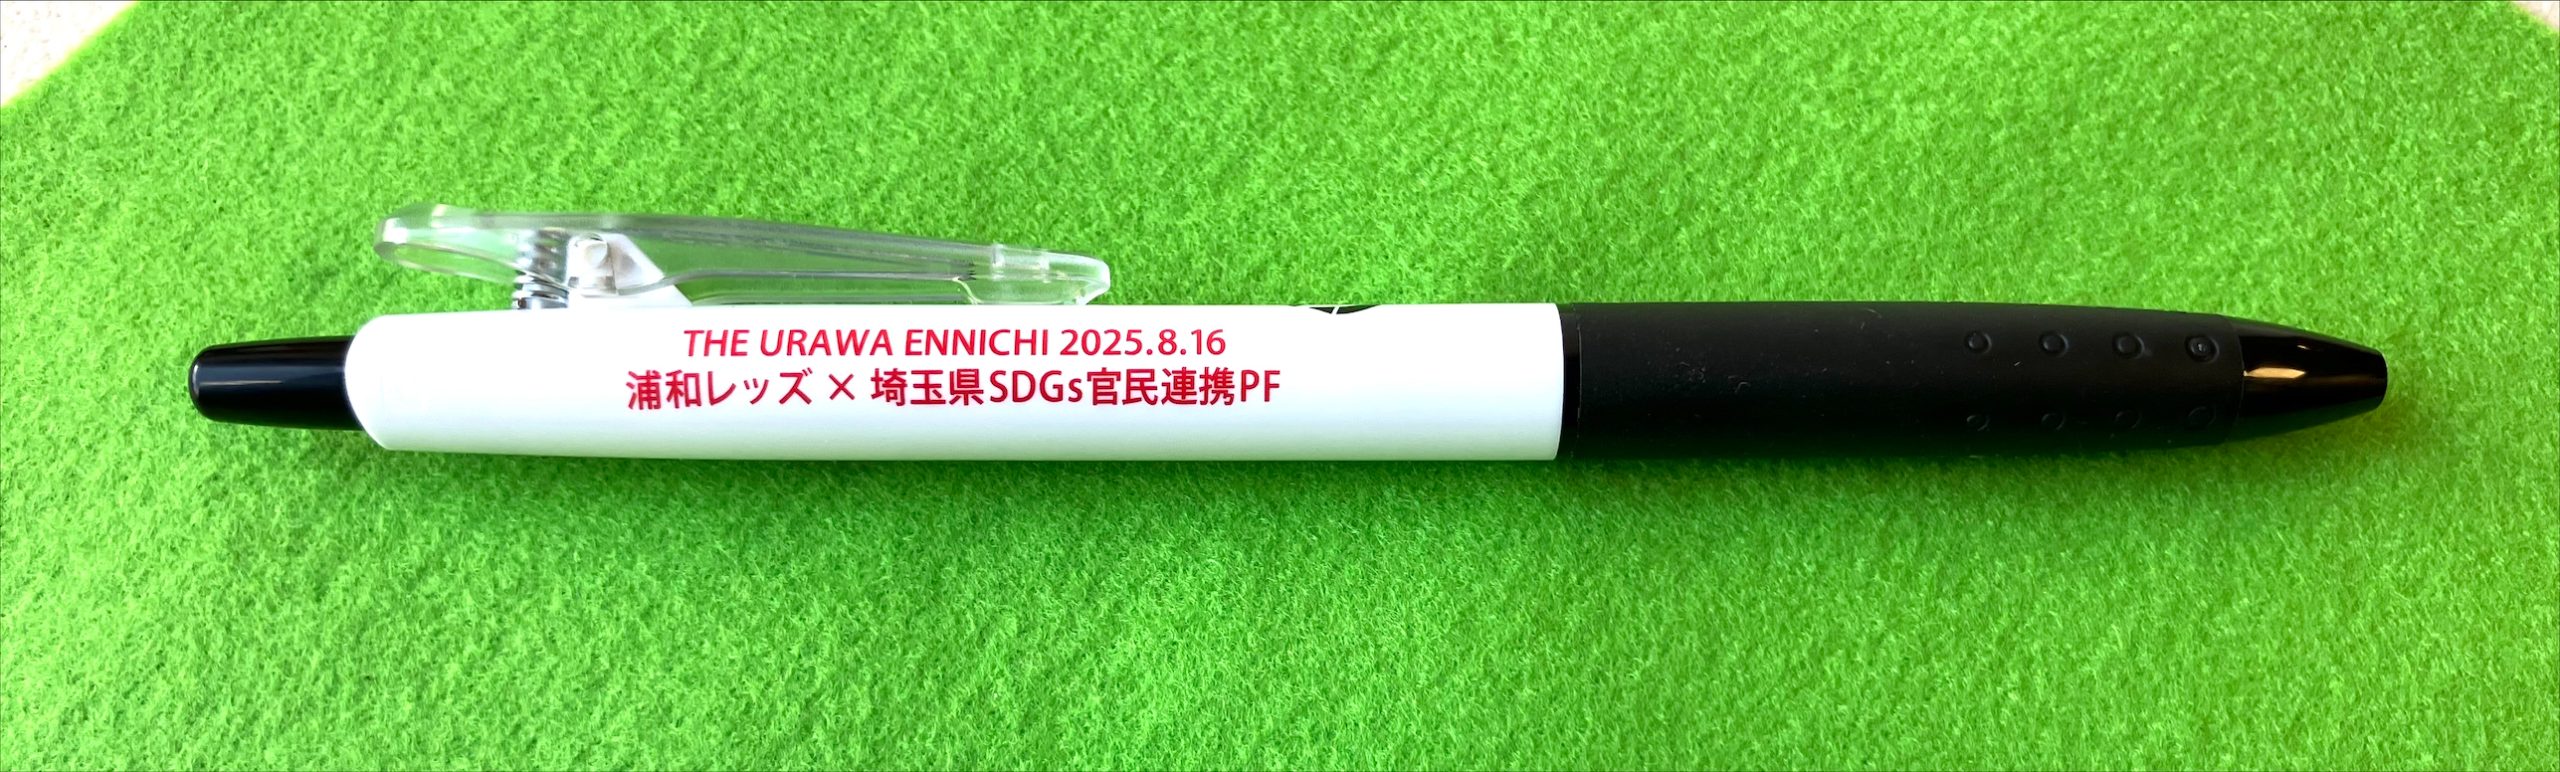 THE URAWA ENNICHI 2025.8.16
浦和レッズ × 埼玉県SDGs官民連携PF